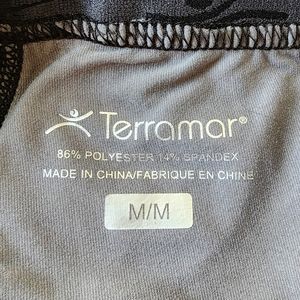 Terramar®
86% POLYESTER 14% SPANDEX
MADE IN CHINA/FABRIQUE EN CHINE
M/M